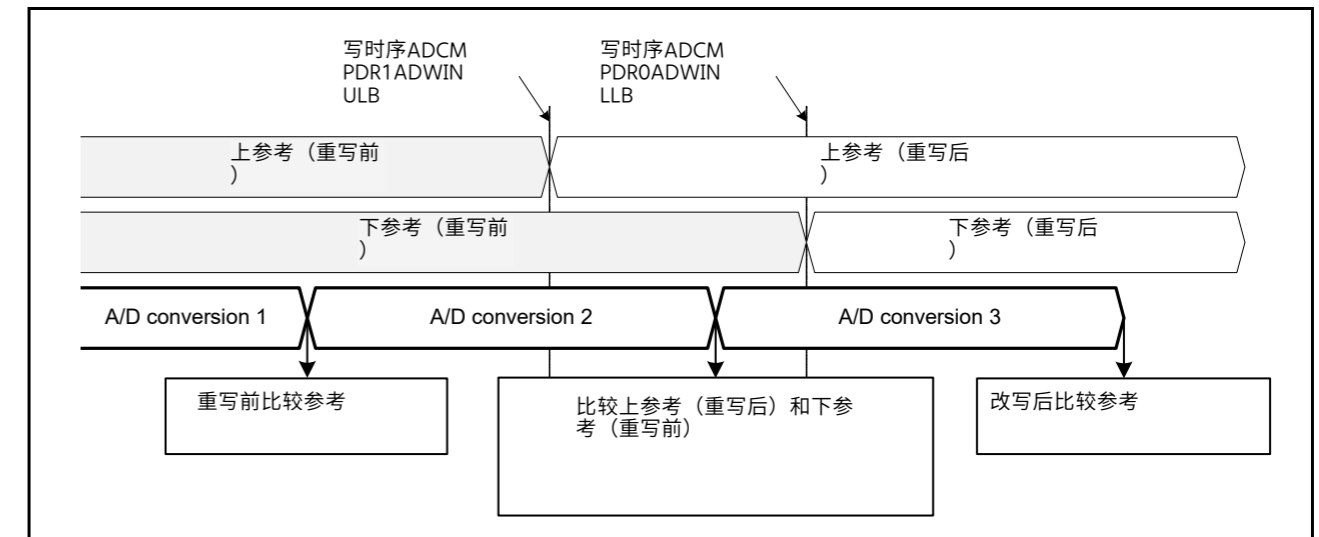 写时序ADCM
PDR1ADWIN
ULB
写时序ADCM
PDR0ADWIN
LLB
上参考（重写前
）
上参考（重写后
）
下参考（重写前
）
下参考（重写后
）
A/D conversion 1
A/D conversion 2
A/D conversion 3
重写前比较参考
比较上参考（重写后）和下参
考（重写前）
改写后比较参考